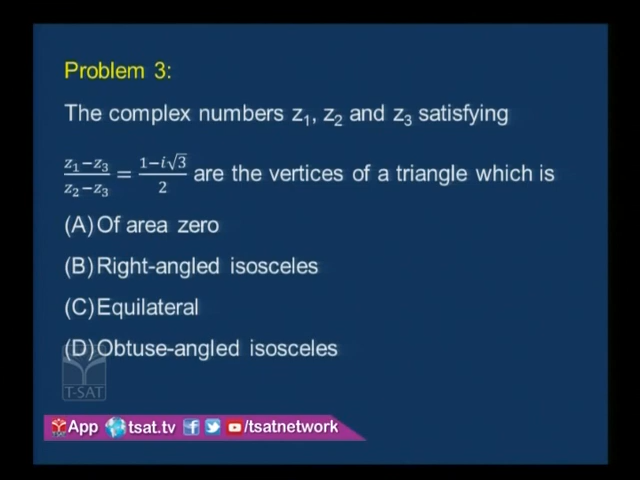 Problem 3:
The complex numbers z₁, z₂ and z₃ satisfying
(z₁−z₃)/(z₂−z₃) = (1−i√3)/2 are the vertices of a triangle which is
(A) Of area zero
(B) Right-angled isosceles
(C) Equilateral
(D) Obtuse-angled isosceles
T-SAT
App tsat.tv /tsatnetwork